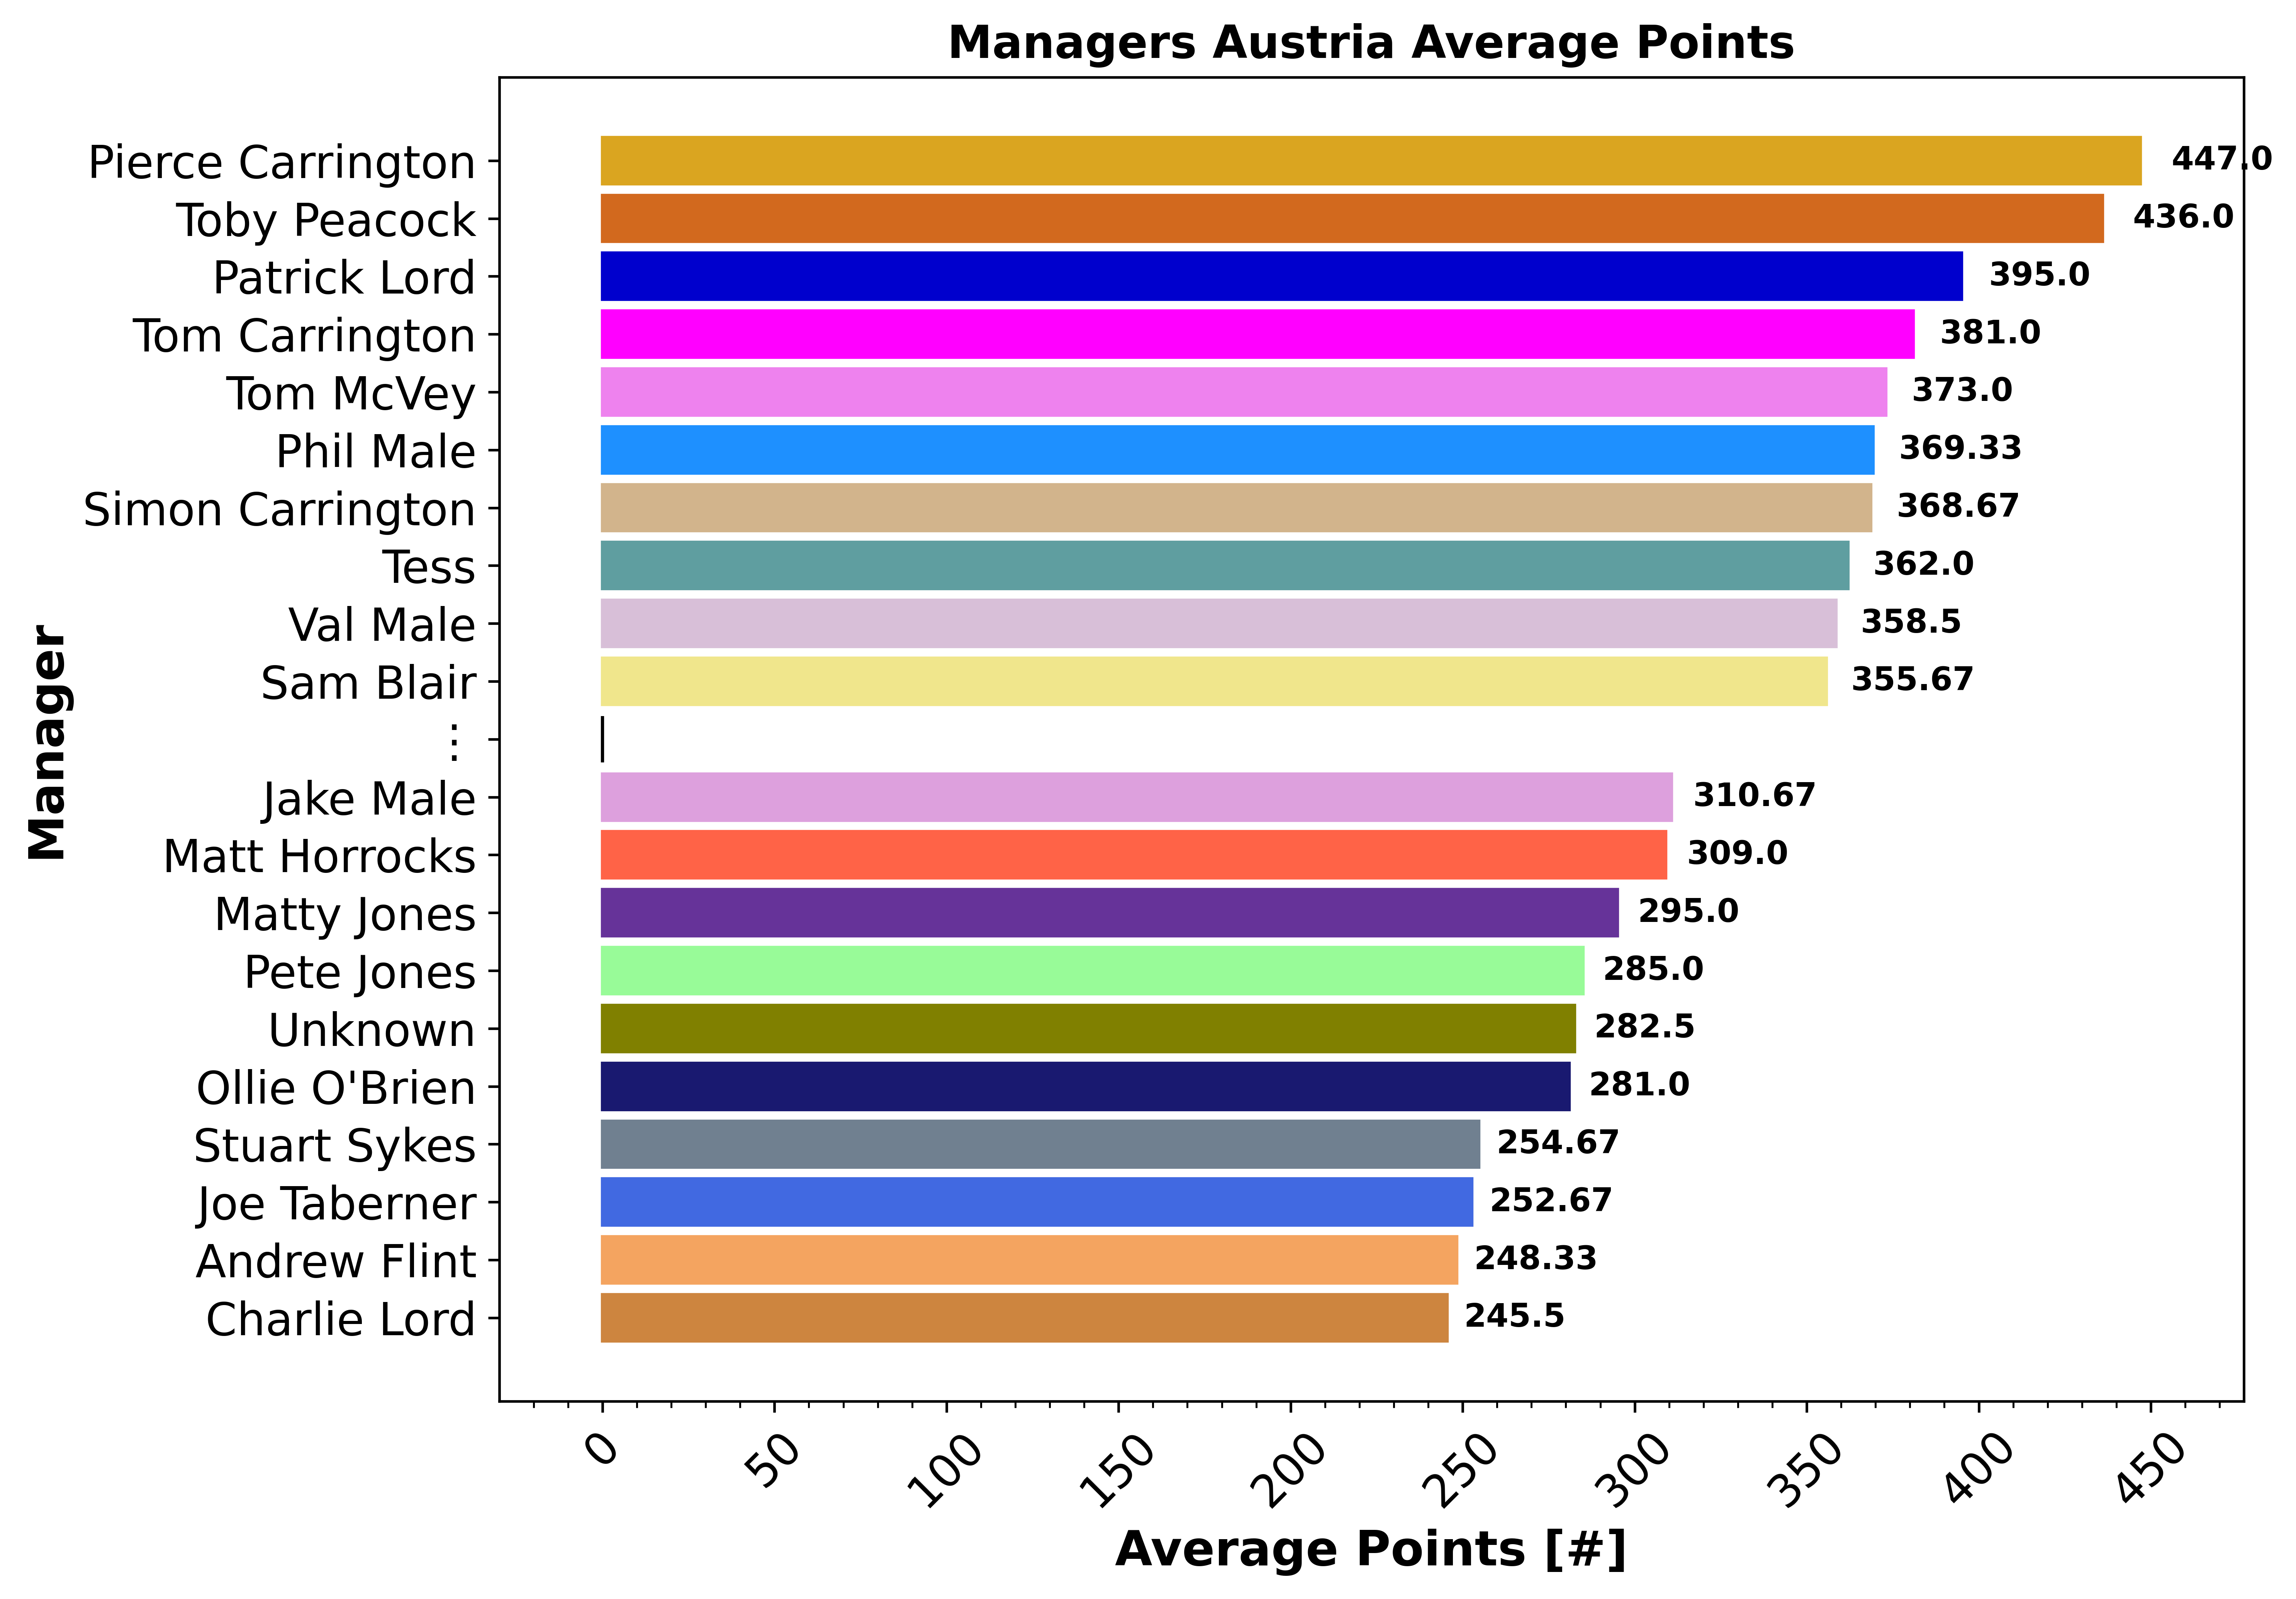 Managers Austria Average Points
Manager
Pierce Carrington 447.0
Toby Peacock 436.0
Patrick Lord 395.0
Tom Carrington 381.0
Tom McVey 373.0
Phil Male 369.33
Simon Carrington 368.67
Tess 362.0
Val Male 358.5
Sam Blair 355.67
⋮
Jake Male 310.67
Matt Horrocks 309.0
Matty Jones 295.0
Pete Jones 285.0
Unknown 282.5
Ollie O'Brien 281.0
Stuart Sykes 254.67
Joe Taberner 252.67
Andrew Flint 248.33
Charlie Lord 245.5
0 50 100 150 200 250 300 350 400 450
Average Points [#]